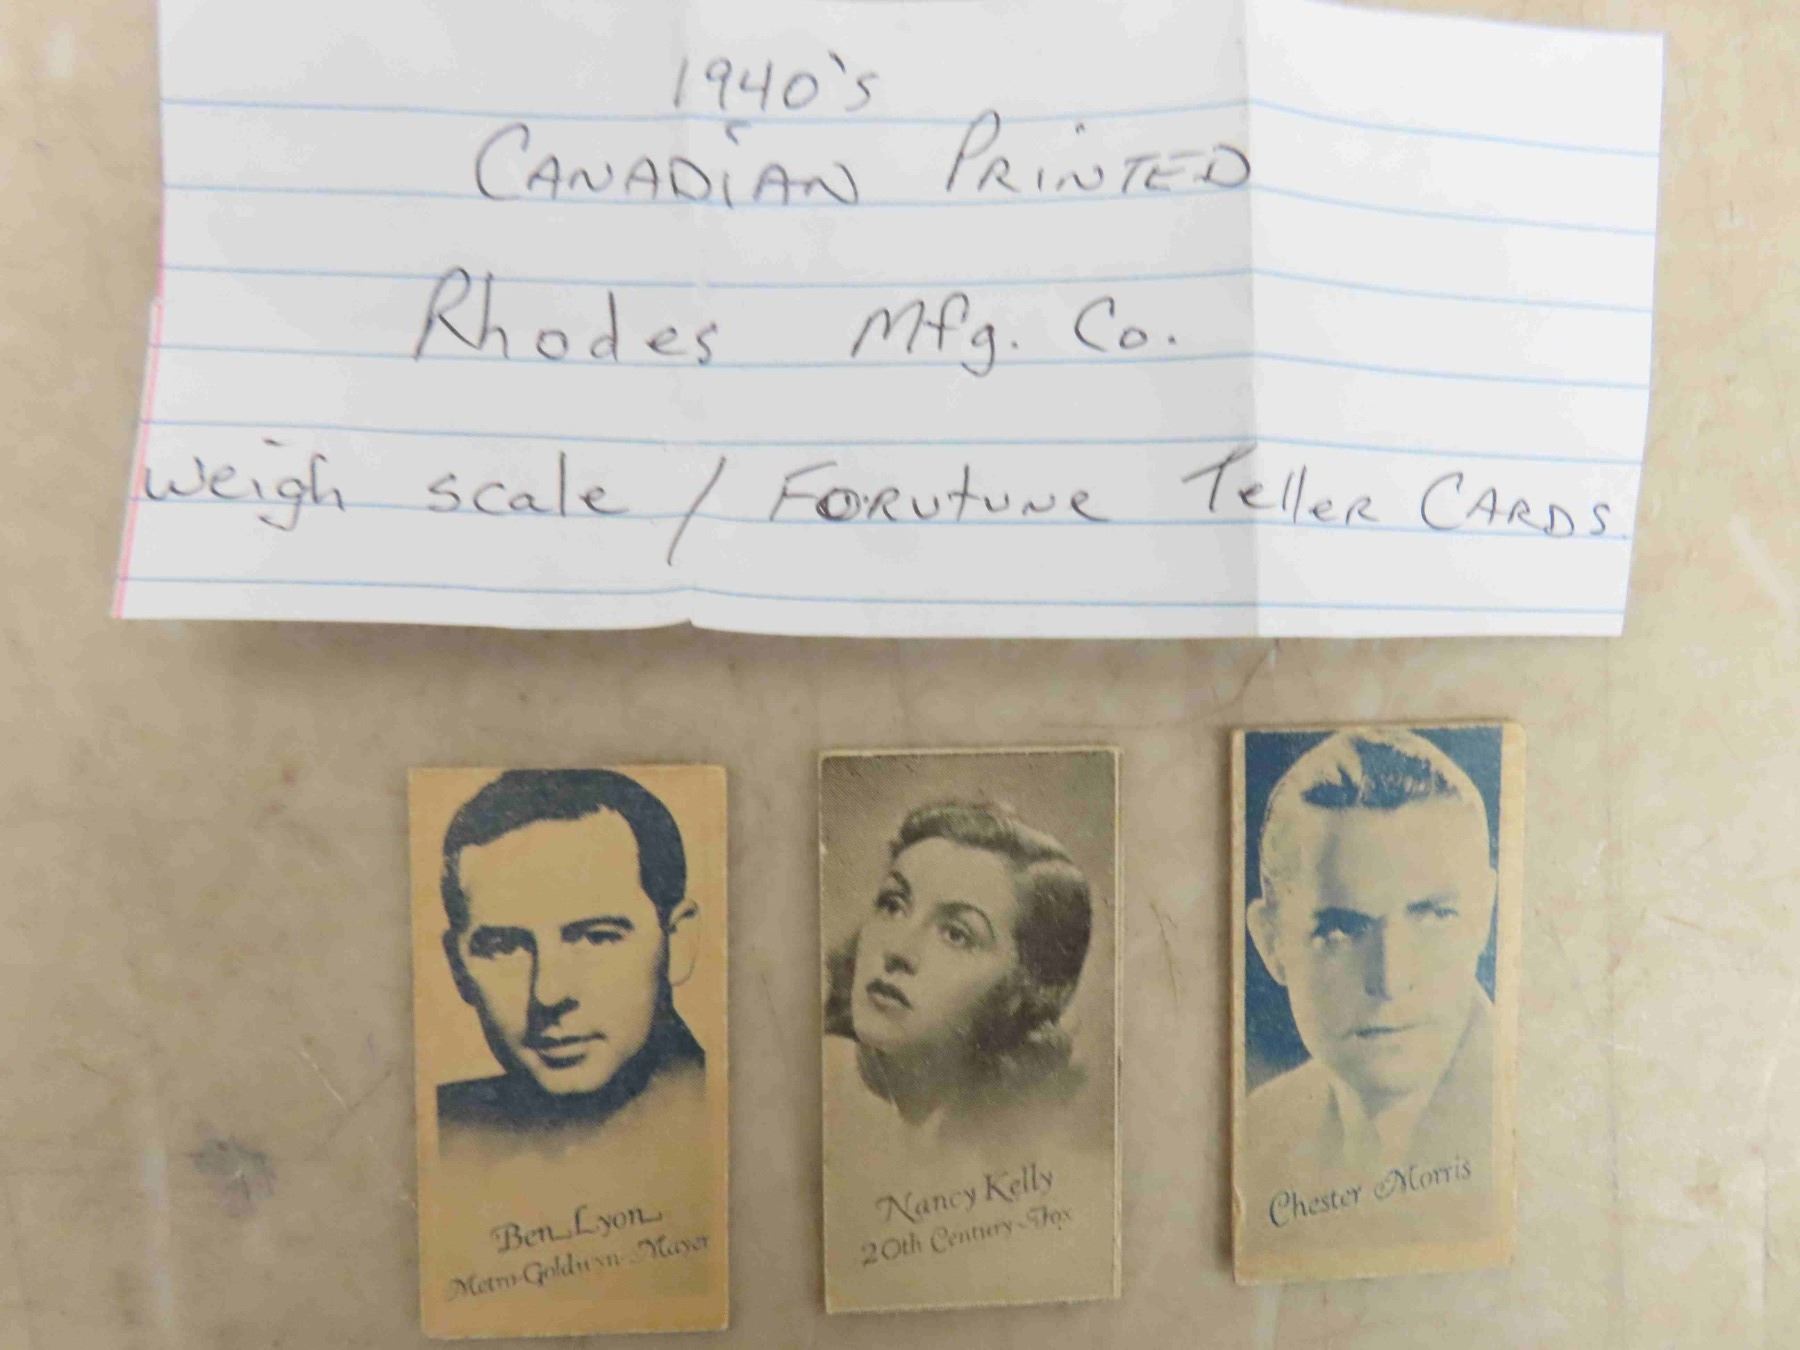 1940's
CANADIAN PRINTED
Rhodes Mfg. Co.
Weigh scale / FORUTUNE Teller CARDS.
Ben Lyon
Metro-Goldwyn-Mayer
Nancy Kelly
20th Century-Fox
Chester Morris